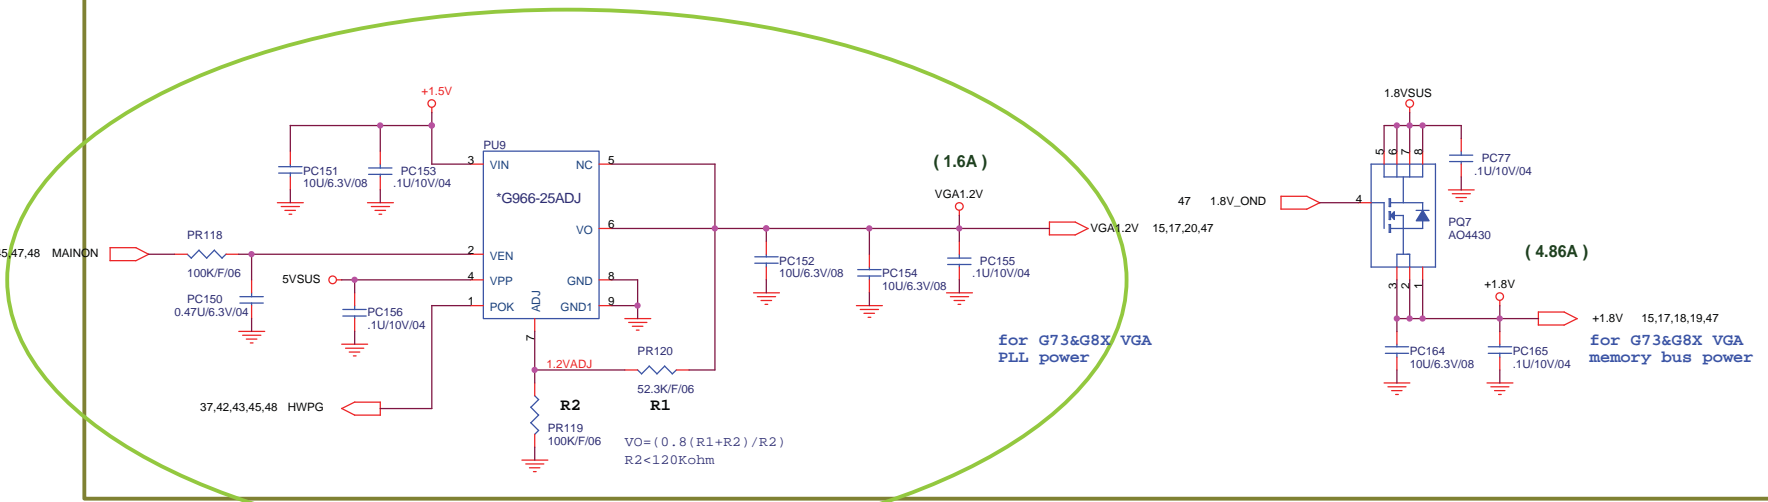 +1.5V
PC151
10U/6.3V/08
PC153
.1U/10V/04
PU9
3 VIN
NC 5
*G966-25ADJ
VO 6
2 VEN
4 VPP
1 POK
ADJ
7
GND 8
GND1 9
5,47,48 MAINON
PR118
100K/F/06
PC150
0.47U/6.3V/04
5VSUS
PC156
.1U/10V/04
37,42,43,45,48 HWPG
1.2VADJ
PR120
52.3K/F/06
R2
R1
PR119
100K/F/06
VO=(0.8(R1+R2)/R2)
R2<120Kohm
( 1.6A )
VGA1.2V
VGA1.2V 15,17,20,47
PC152
10U/6.3V/08
PC154
10U/6.3V/08
PC155
.1U/10V/04
for G73&G8X VGA
PLL power
1.8VSUS
5 6 7 8
PC77
.1U/10V/04
47 1.8V_OND
4
PQ7
AO4430
3 2 1
( 4.86A )
+1.8V
+1.8V 15,17,18,19,47
PC164
10U/6.3V/08
PC165
.1U/10V/04
for G73&G8X VGA
memory bus power